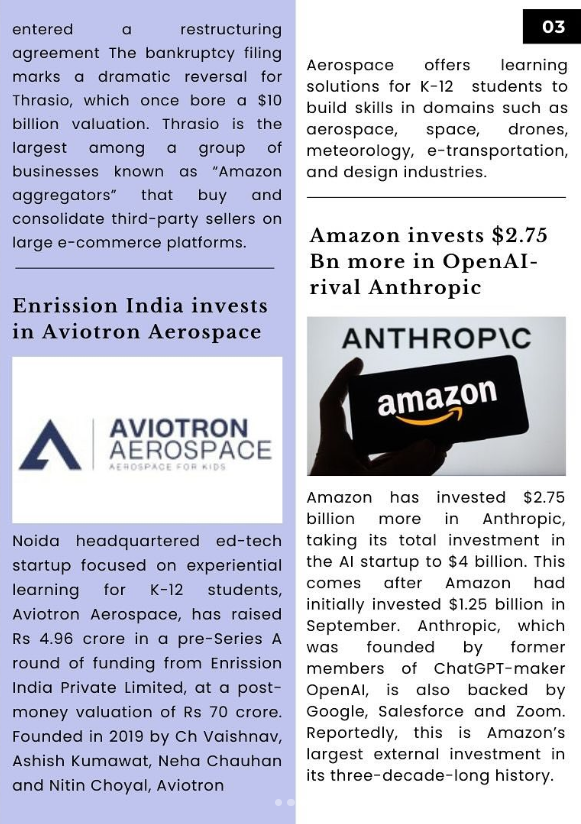 entered a restructuring
agreement The bankruptcy filing
marks a dramatic reversal for
Thrasio, which once bore a $10
billion valuation. Thrasio is the
largest among a group of
businesses known as “Amazon
aggregators” that buy and
consolidate third-party sellers on
large e-commerce platforms.
Enrission India invests
in Aviotron Aerospace
AVIOTRON
AEROSPACE
AEROSPACE FOR KIDS
Noida headquartered ed-tech
startup focused on experiential
learning for K-12 students,
Aviotron Aerospace, has raised
Rs 4.96 crore in a pre-Series A
round of funding from Enrission
India Private Limited, at a post-
money valuation of Rs 70 crore.
Founded in 2019 by Ch Vaishnav,
Ashish Kumawat, Neha Chauhan
and Nitin Choyal, Aviotron
03
Aerospace offers learning
solutions for K-12 students to
build skills in domains such as
aerospace, space, drones,
meteorology, e-transportation,
and design industries.
Amazon invests $2.75
Bn more in OpenAI-
rival Anthropic
ANTHROP\C
amazon
Amazon has invested $2.75
billion more in Anthropic,
taking its total investment in
the AI startup to $4 billion. This
comes after Amazon had
initially invested $1.25 billion in
September. Anthropic, which
was founded by former
members of ChatGPT-maker
OpenAI, is also backed by
Google, Salesforce and Zoom.
Reportedly, this is Amazon’s
largest external investment in
its three-decade-long history.